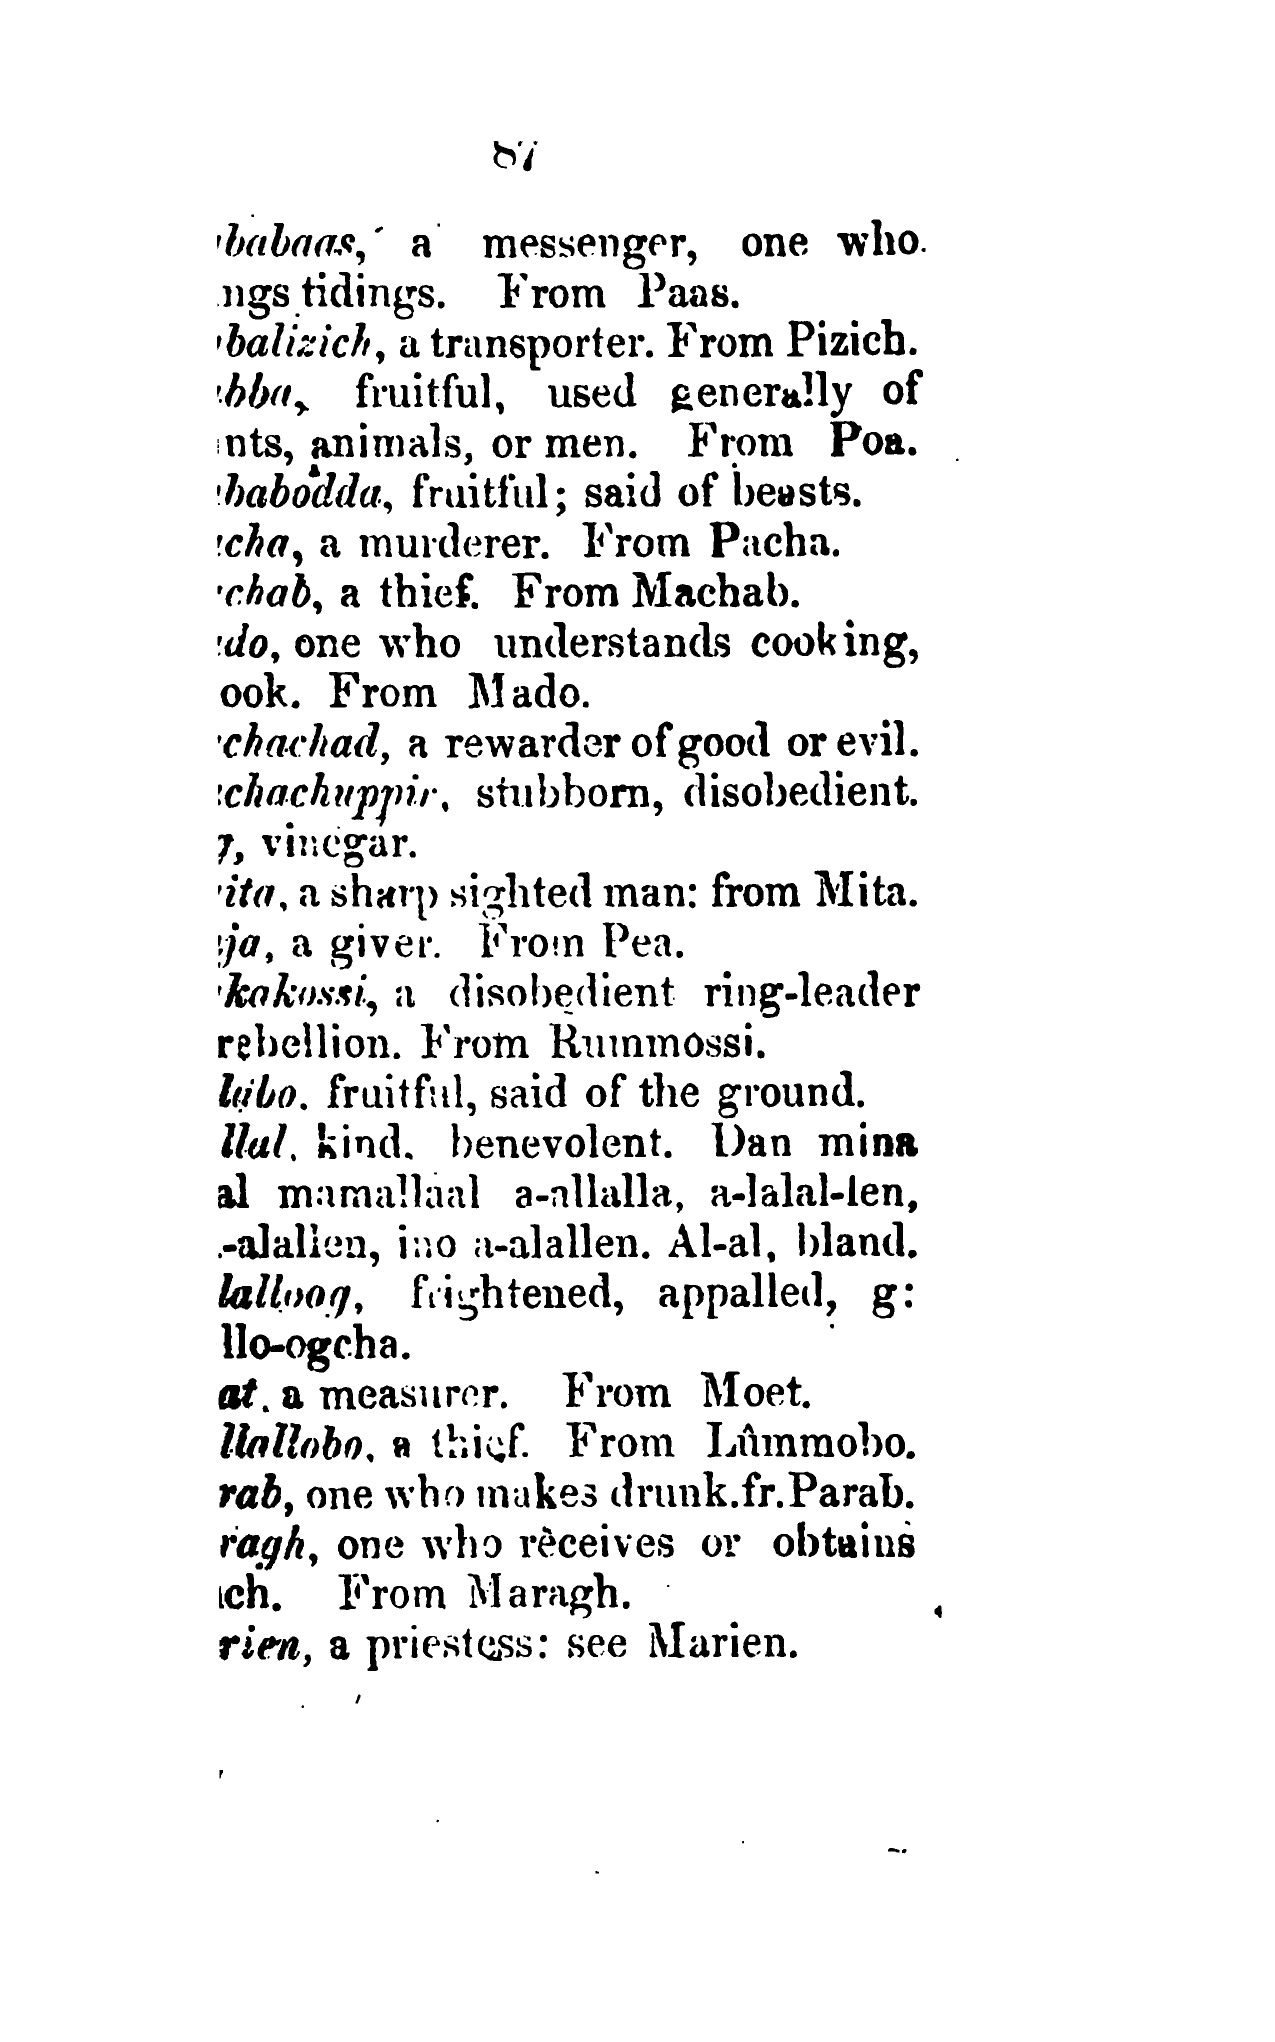 87
babaas, a messenger, one who
ngs tidings. From Paas.
balizich, a transporter. From Pizich.
bba, fruitful, used generally of
nts, animals, or men. From Poa.
babodda, fruitful; said of beasts.
cha, a murderer. From Pacha.
chab, a thief. From Machab.
do, one who understands cooking,
ook. From Mado.
chachad, a rewarder of good or evil.
chachuppir, stubborn, disobedient.
, vinegar.
ita, a sharp sighted man: from Mita.
ja, a giver. From Pea.
kakossi, a disobedient ring-leader
rebellion. From Rummossi.
lábo. fruitful, said of the ground.
llal, kind, benevolent. Dan mina
al mamallaal a-allalla, a-lalal-len,
-alallen, ino a-alallen. Al-al, bland.
lalloog, frightened, appalled, g:
llo-ogcha.
at, a measurer. From Moet.
llallobo, a thief. From Lûmmobo.
rab, one who makes drunk.fr.Parab.
ragh, one who receives or obtains
ch. From Maragh.
rien, a priestess: see Marien.